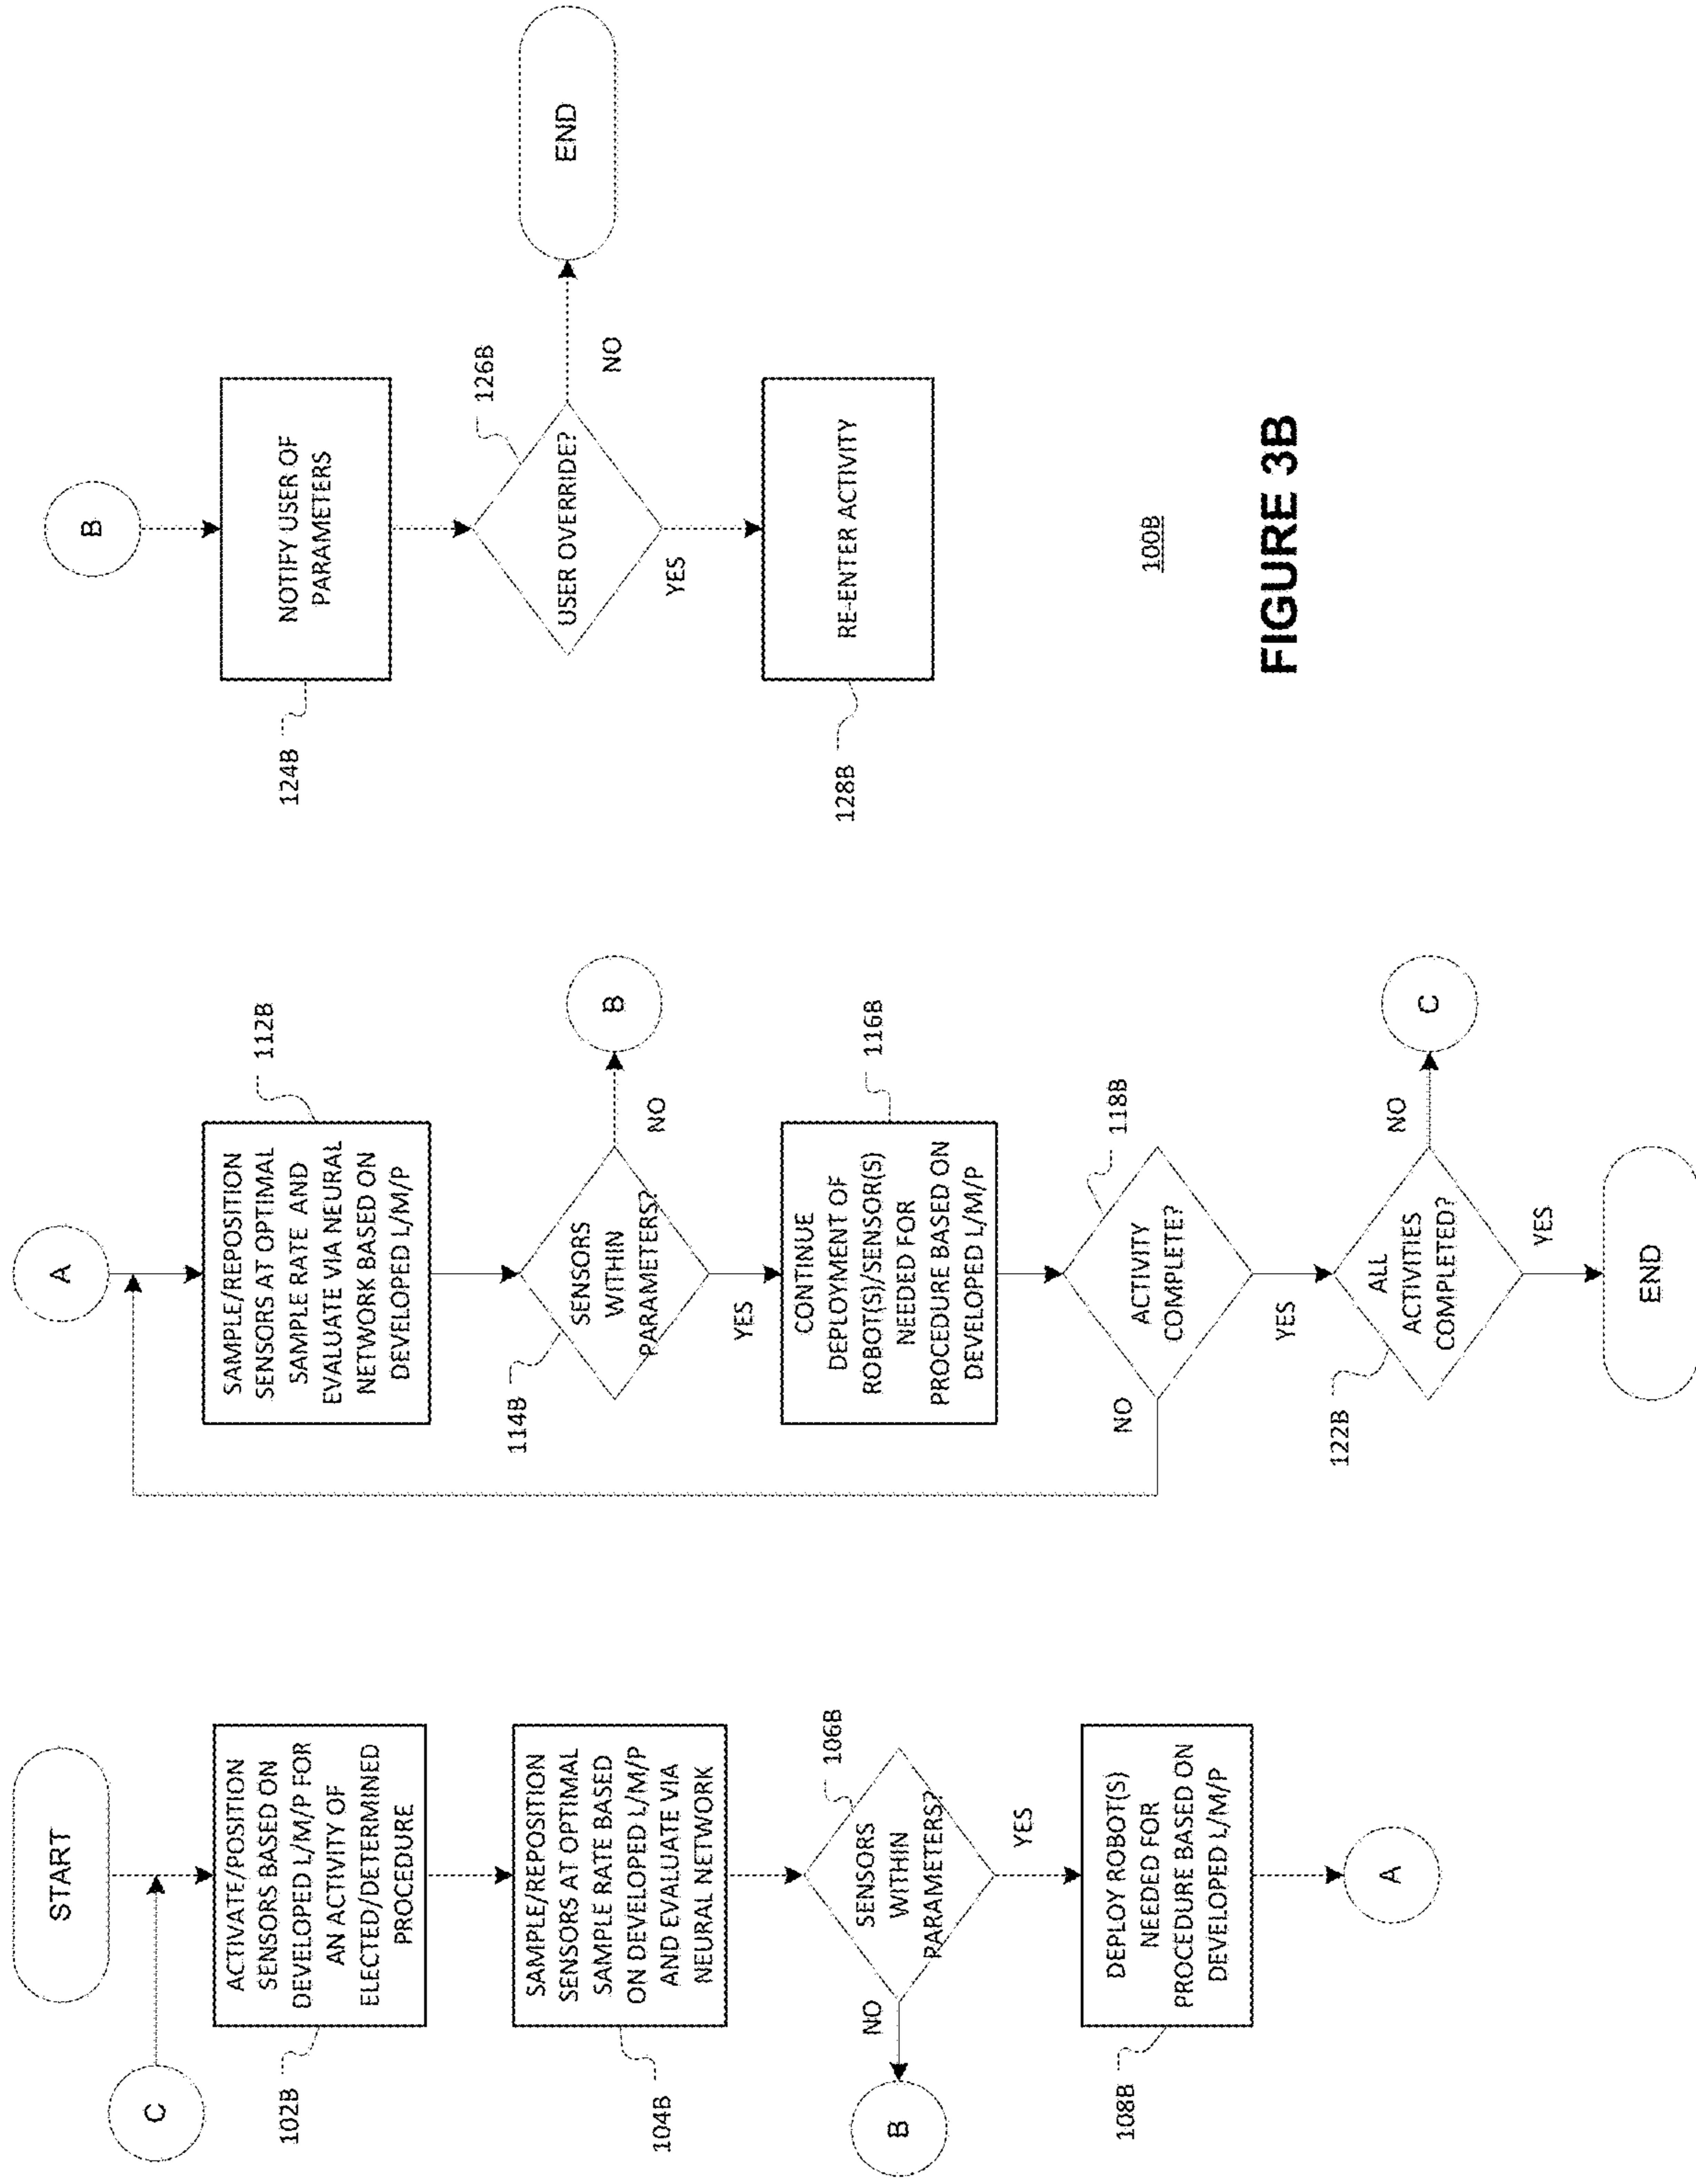 START
C
ACTIVATE/POSITION
SENSORS BASED ON
DEVELOPED L/M/P FOR
AN ACTIVITY OF
ELECTED/DETERMINED
PROCEDURE
102B
SAMPLE/REPOSITION
SENSORS AT OPTIMAL
SAMPLE RATE BASED
ON DEVELOPED L/M/P
AND EVALUATE VIA
NEURAL NETWORK
104B
SENSORS
WITHIN
PARAMETERS?
106B
NO
B
YES
DEPLOY ROBOT(S)
NEEDED FOR
PROCEDURE BASED ON
DEVELOPED L/M/P
108B
A
A
SAMPLE/REPOSITION
SENSORS AT OPTIMAL
SAMPLE RATE AND
EVALUATE VIA NEURAL
NETWORK BASED ON
DEVELOPED L/M/P
112B
SENSORS
WITHIN
PARAMETERS?
114B
NO
B
YES
CONTINUE
DEPLOYMENT OF
ROBOT(S)/SENSOR(S)
NEEDED FOR
PROCEDURE BASED ON
DEVELOPED L/M/P
116B
ACTIVITY
COMPLETE?
118B
NO
YES
ALL
ACTIVITIES
COMPLETED?
122B
NO
C
YES
END
B
NOTIFY USER OF
PARAMETERS
124B
USER OVERRIDE?
126B
NO
END
YES
RE-ENTER ACTIVITY
128B
100B
FIGURE 3B